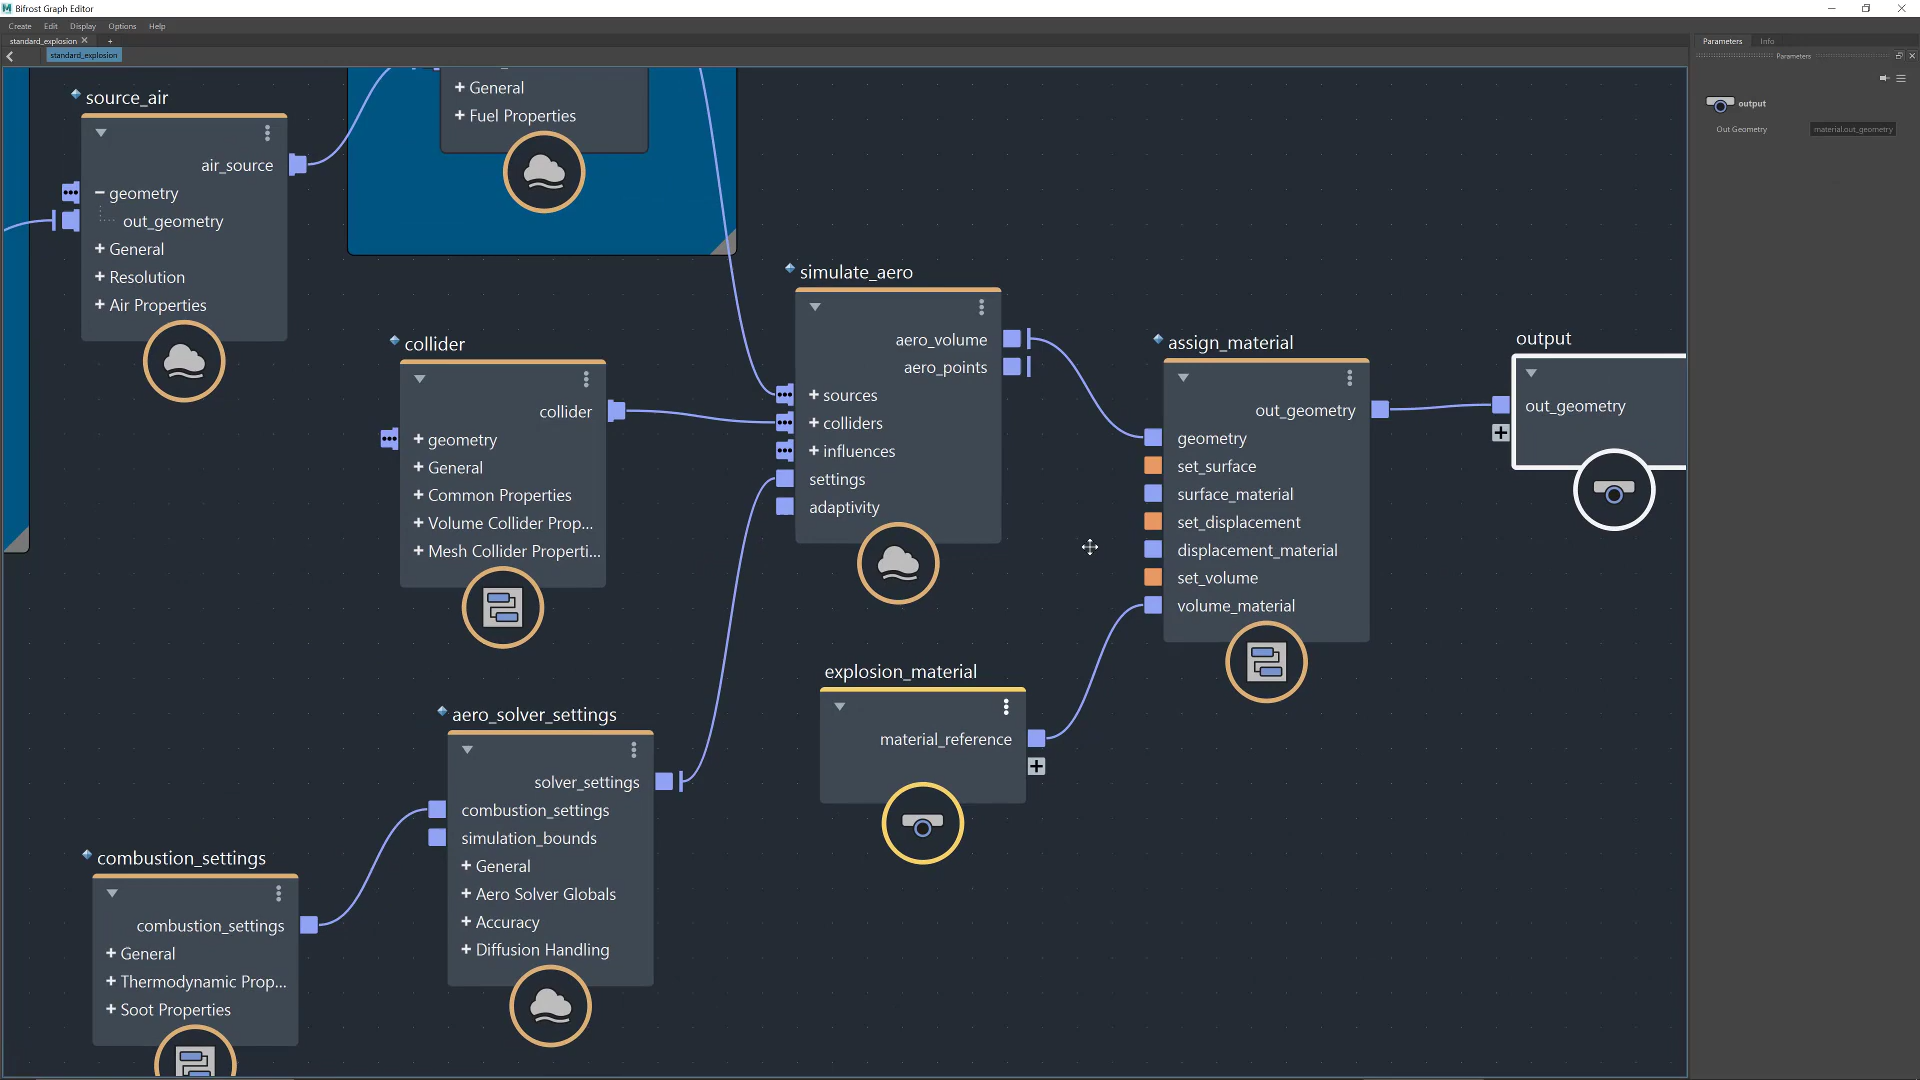 Bifrost Graph Editor
Create Edit Display Options Help
standard_explosion
standard_explosion
Parameters Info
Parameters
output
Out Geometry material.out_geometry
source_air
air_source
geometry
out_geometry
General
Resolution
Air Properties
General
Fuel Properties
collider
collider
geometry
General
Common Properties
Volume Collider Prop...
Mesh Collider Properti...
simulate_aero
aero_volume
aero_points
sources
colliders
influences
settings
adaptivity
assign_material
out_geometry
geometry
set_surface
surface_material
set_displacement
displacement_material
set_volume
volume_material
output
out_geometry
explosion_material
material_reference
aero_solver_settings
solver_settings
combustion_settings
simulation_bounds
General
Aero Solver Globals
Accuracy
Diffusion Handling
combustion_settings
combustion_settings
General
Thermodynamic Prop...
Soot Properties